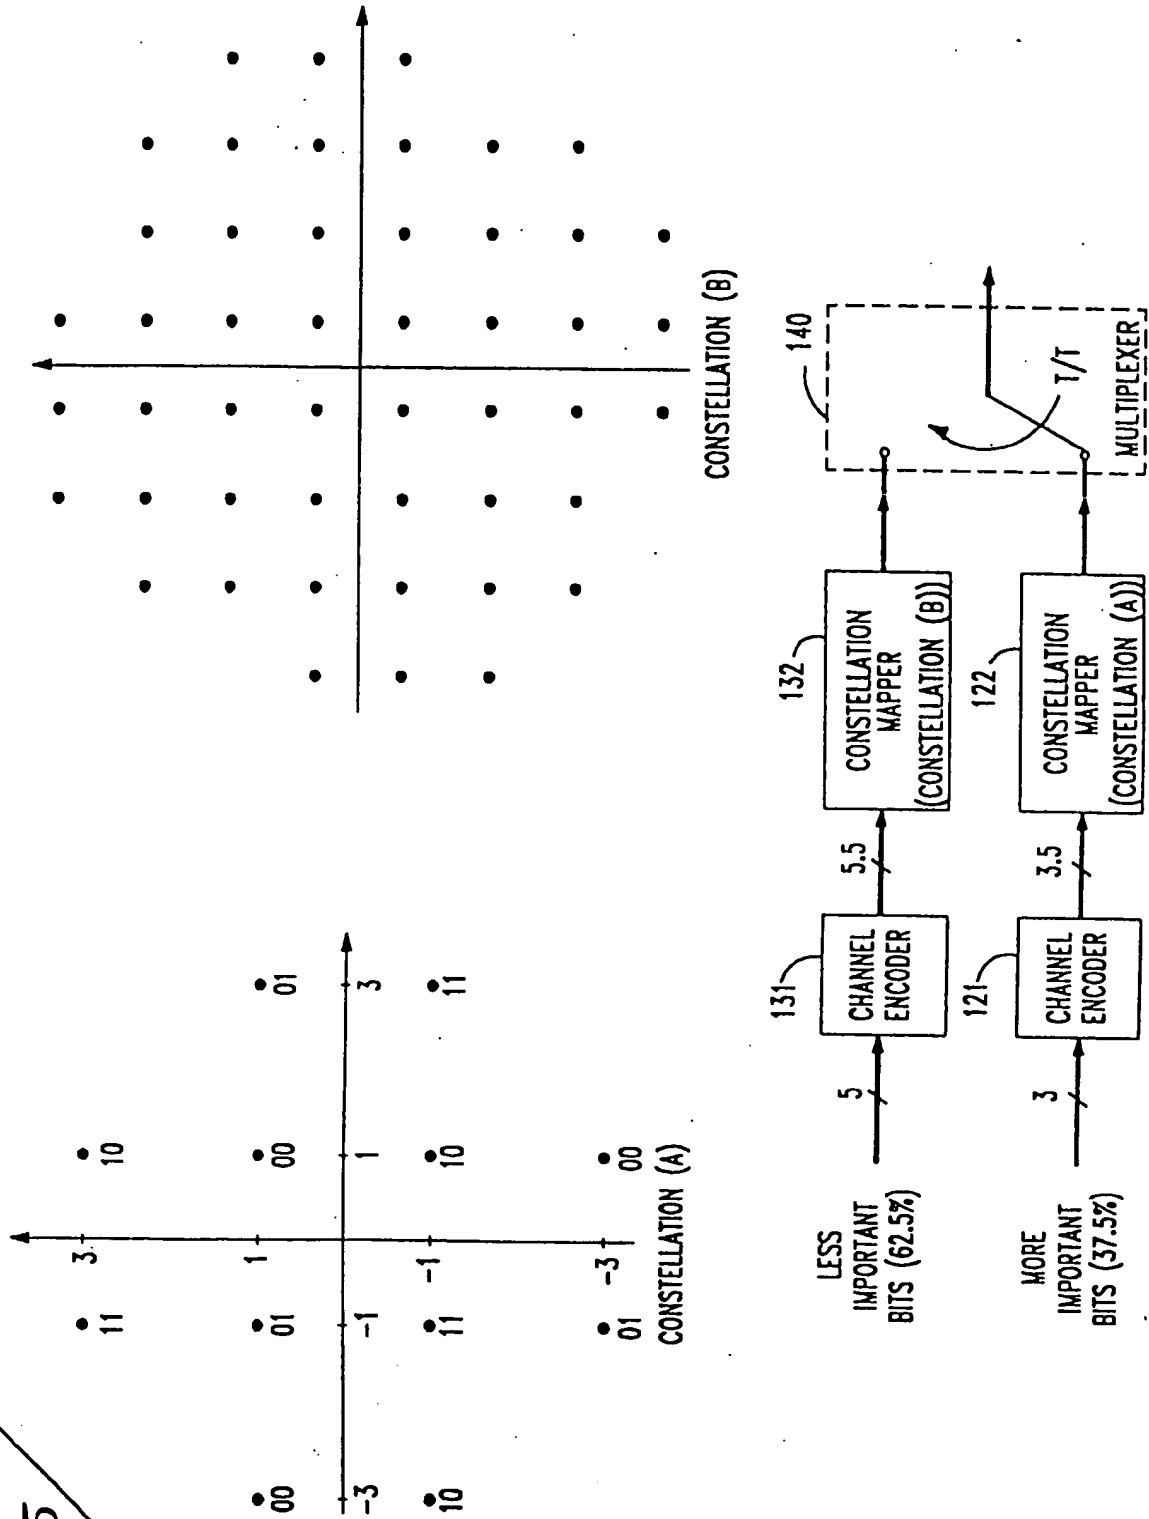 5
3
10
11
1
00
01
01
00
-3
-1
1
3
10
-1
11
10
11
-3
01
00
CONSTELLATION (A)
CONSTELLATION (B)
LESS
IMPORTANT
BITS (62.5%)
5
131
CHANNEL
ENCODER
5.5
132
CONSTELLATION
MAPPER
(CONSTELLATION (B))
140
T/T
MULTIPLEXER
MORE
IMPORTANT
BITS (37.5%)
3
121
CHANNEL
ENCODER
3.5
122
CONSTELLATION
MAPPER
(CONSTELLATION (A))